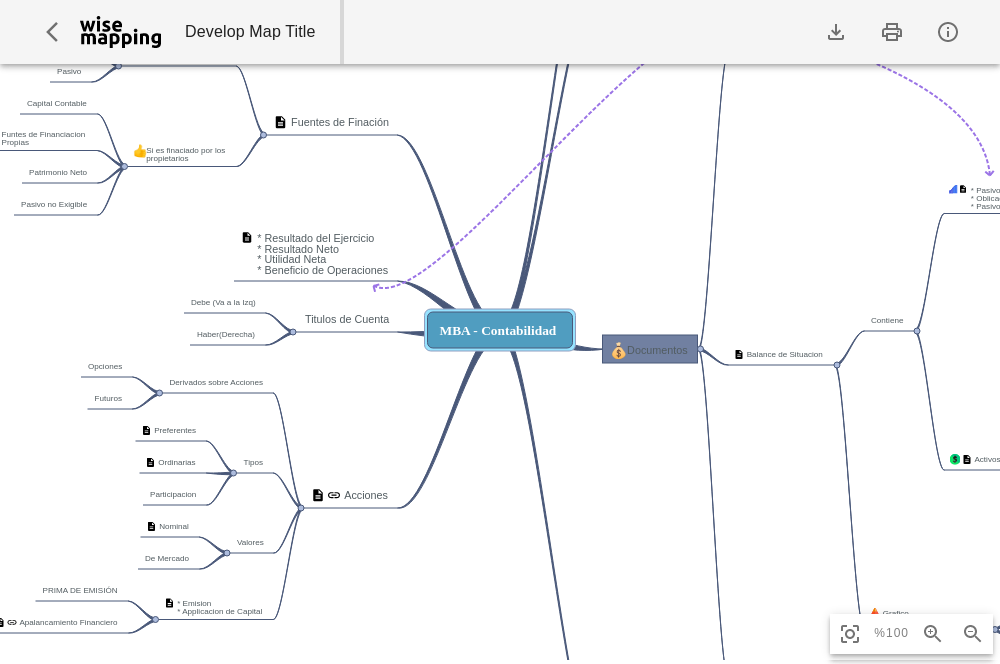 wise
mapping
Develop Map Title
Pasivo
Capital Contable
Fuentes de Finación
Funtes de Financiacion
Propias
Si es finaciado por los
propietarios
Patrimonio Neto
Pasivo no Exigible
* Pasivo
* Oblica
* Pasivo
* Resultado del Ejercicio
* Resultado Neto
* Utilidad Neta
* Beneficio de Operaciones
Debe (Va a la Izq)
Titulos de Cuenta
Haber(Derecha)
MBA - Contabilidad
Contiene
Documentos
Balance de Situacion
Opciones
Derivados sobre Acciones
Futuros
Preferentes
Ordinarias
Tipos
Participacion
Acciones
Activos
Nominal
Valores
De Mercado
PRIMA DE EMISIÓN
* Emision
* Applicacion de Capital
Apalancamiento Financiero
Grafico
%100